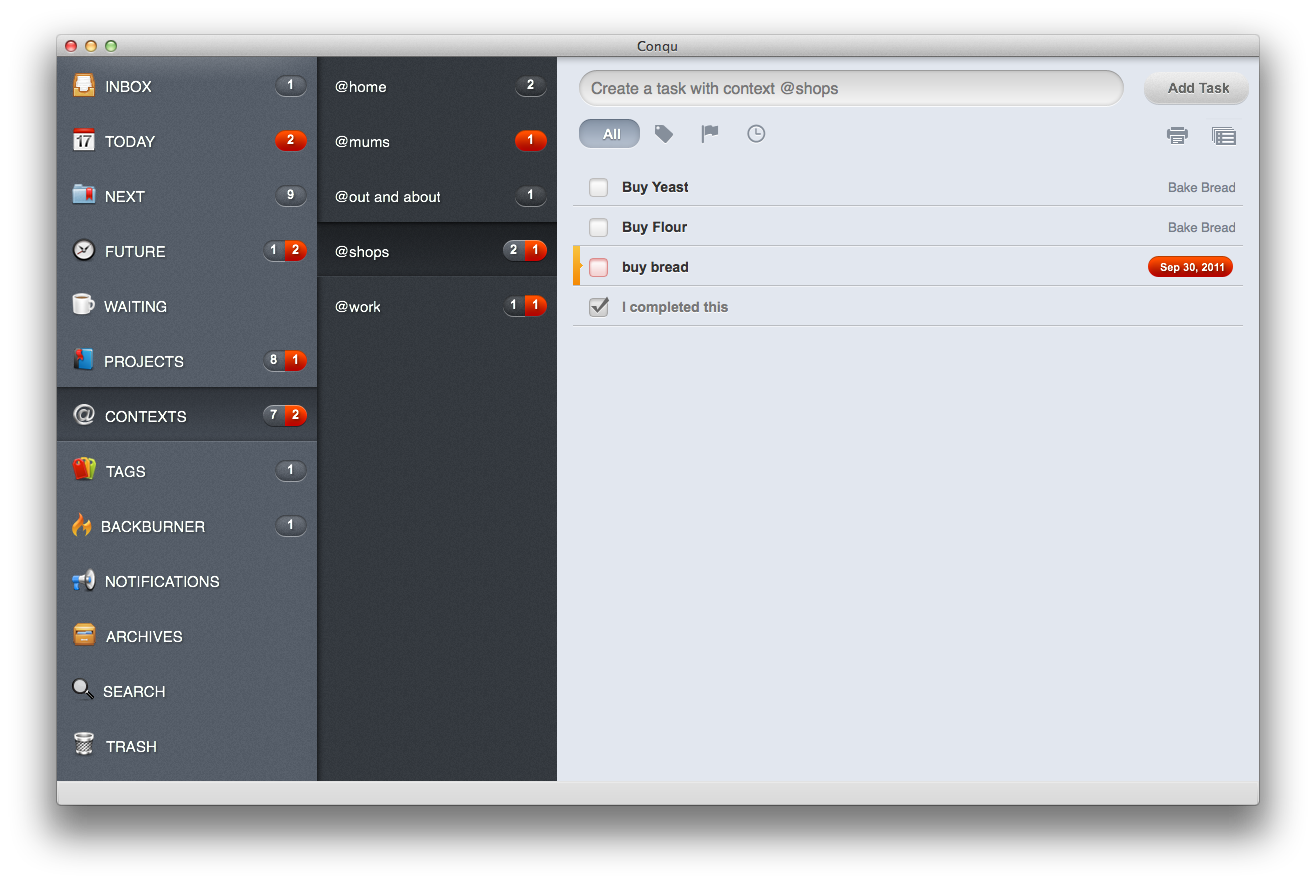 Conqu
INBOX 1
17 TODAY 2
NEXT 9
FUTURE 1 2
WAITING
PROJECTS 8 1
@ CONTEXTS 7 2
TAGS 1
BACKBURNER 1
NOTIFICATIONS
ARCHIVES
SEARCH
TRASH
@home 2
@mums 1
@out and about 1
@shops 2 1
@work 1 1
Create a task with context @shops Add Task
All
Buy Yeast Bake Bread
Buy Flour Bake Bread
buy bread Sep 30, 2011
I completed this